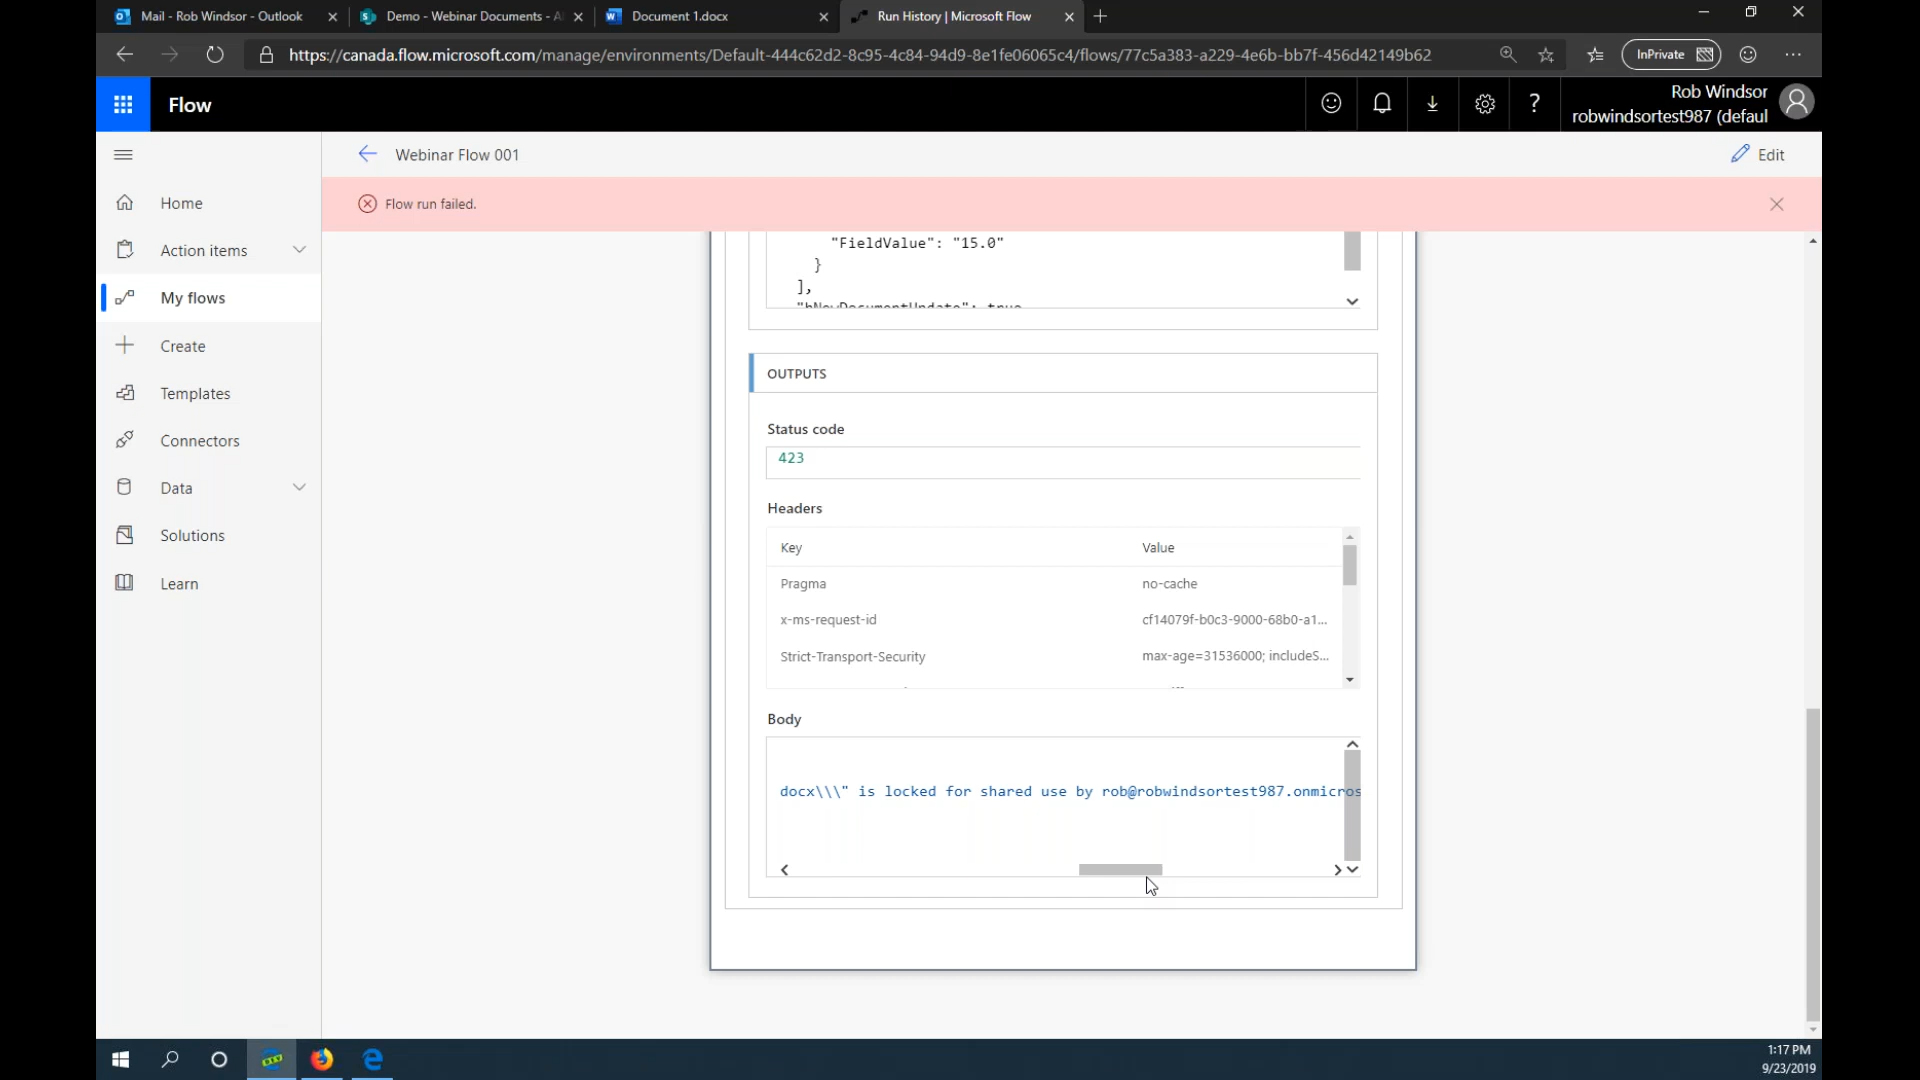 Mail - Rob Windsor - Outlook
Demo - Webinar Documents - A
Document 1.docx
Run History | Microsoft Flow
https://canada.flow.microsoft.com/manage/environments/Default-444c62d2-8c95-4c84-94d9-8e1fe06065c4/flows/77c5a383-a229-4e6b-bb7f-456d42149b62
InPrivate
Flow
Rob Windsor
robwindsortest987 (defaul
Webinar Flow 001
Edit
Flow run failed.
Home
Action items
My flows
Create
Templates
Connectors
Data
Solutions
Learn
"FieldValue": "15.0"
}
],
"bNewDocumentUpdate": true
OUTPUTS
Status code
423
Headers
Key Value
Pragma no-cache
x-ms-request-id cf14079f-b0c3-9000-68b0-a1...
Strict-Transport-Security max-age=31536000; includeS...
Body
docx\\\" is locked for shared use by rob@robwindsortest987.onmicros
1:17 PM
9/23/2019